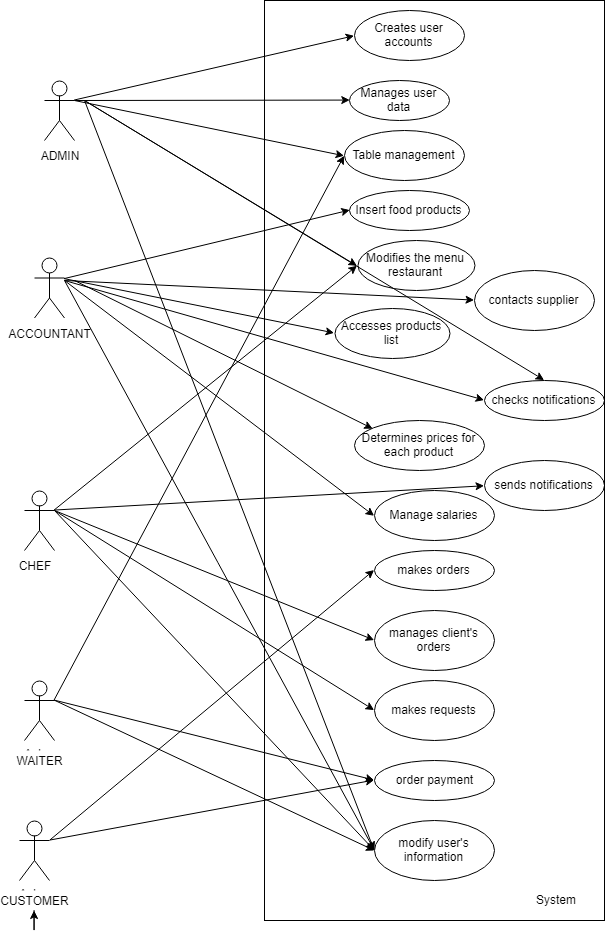 Creates user
accounts
Manages user
data
ADMIN
Table management
Insert food products
Modifies the menu
restaurant
contacts supplier
ACCOUNTANT
Accesses products
list
checks notifications
Determines prices for
each product
sends notifications
Manage salaries
CHEF
makes orders
manages client's
orders
makes requests
WAITER
order payment
modify user's
information
CUSTOMER
System